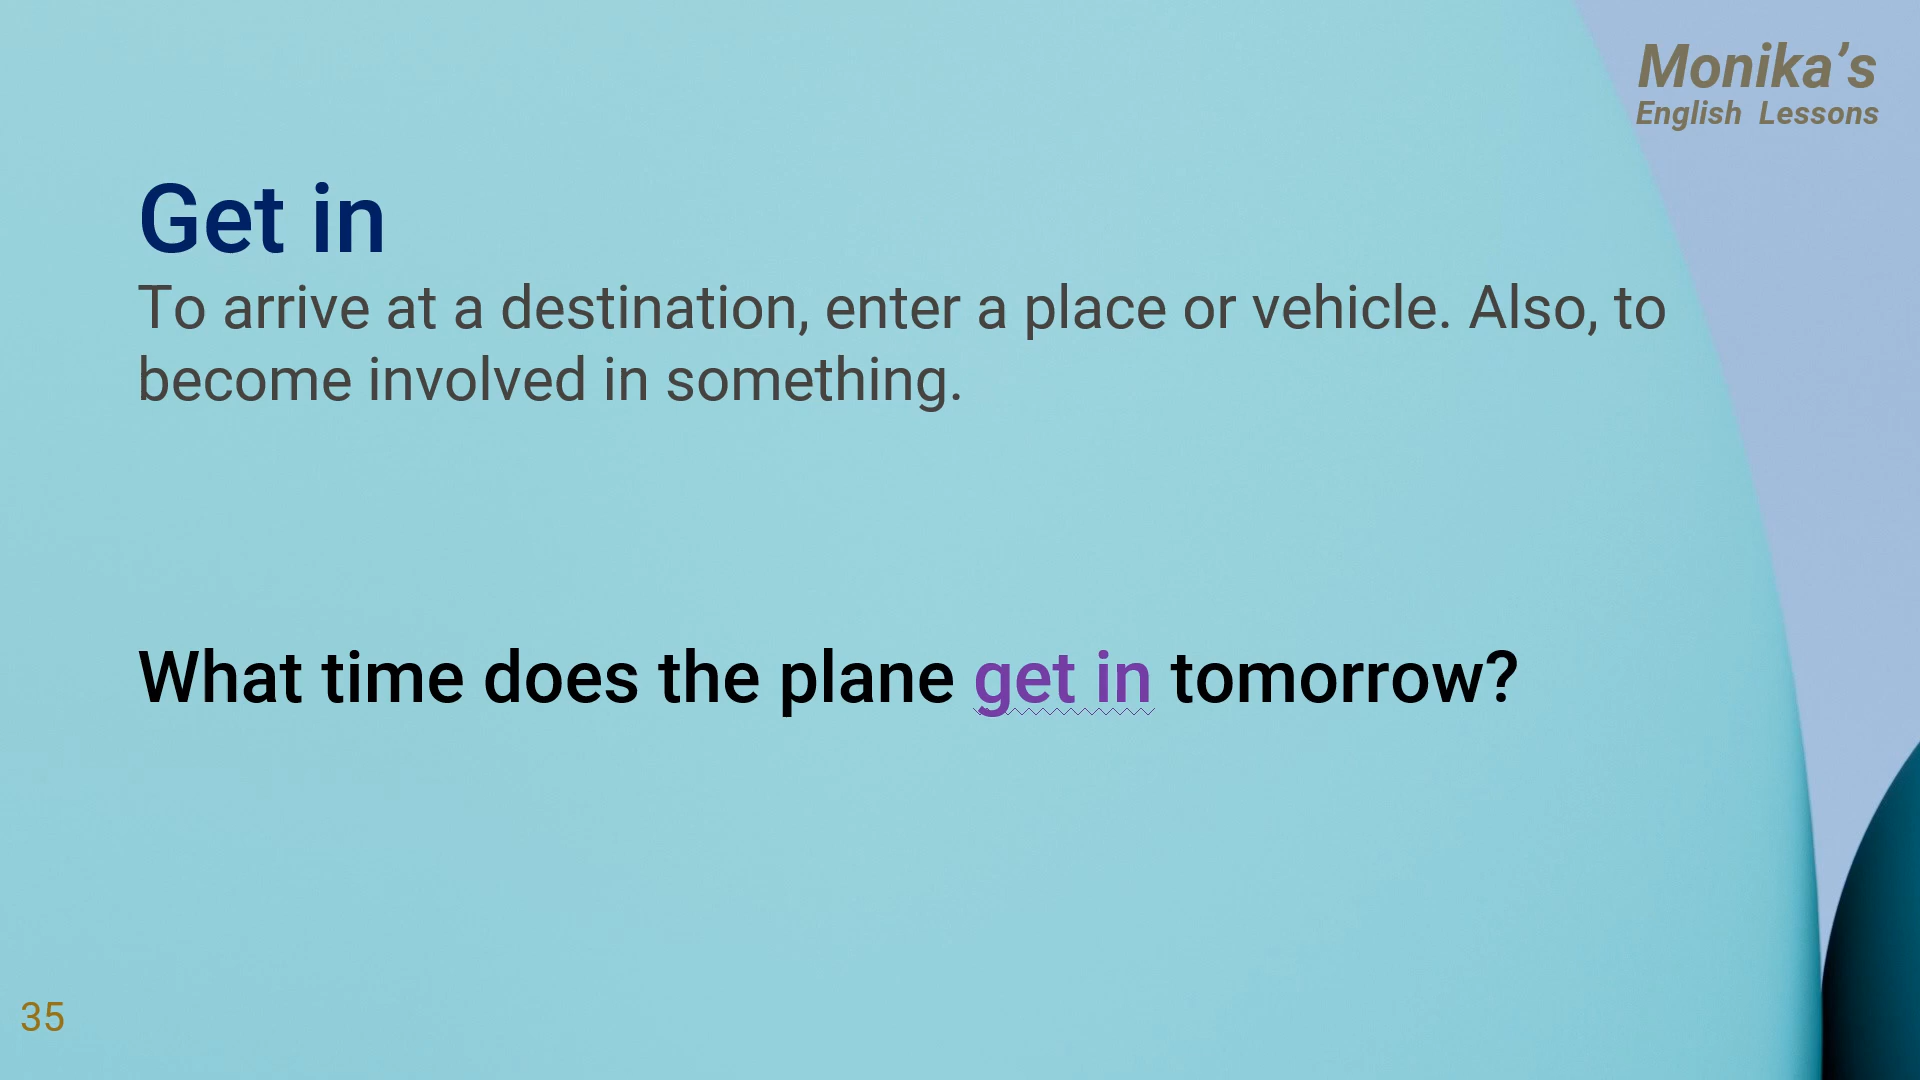 Monika’s
English Lessons
Get in
To arrive at a destination, enter a place or vehicle. Also, to
become involved in something.
What time does the plane get in tomorrow?
35